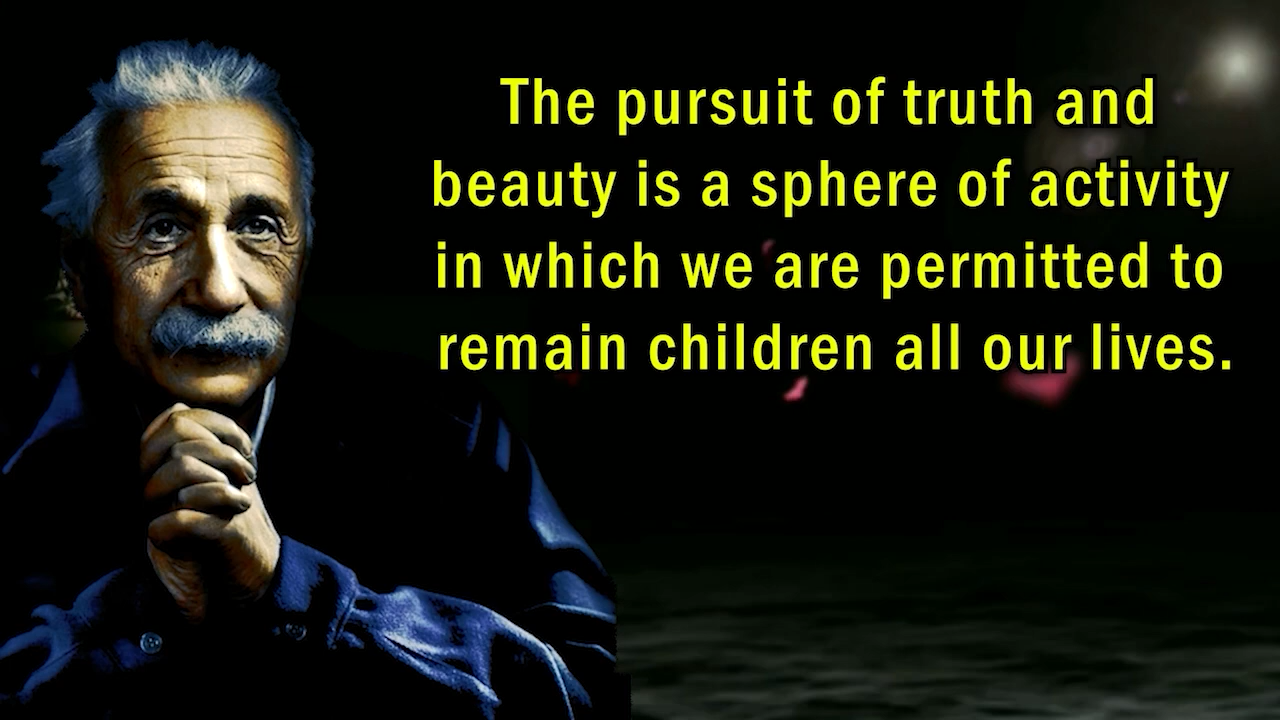 The pursuit of truth and
beauty is a sphere of activity
in which we are permitted to
remain children all our lives.